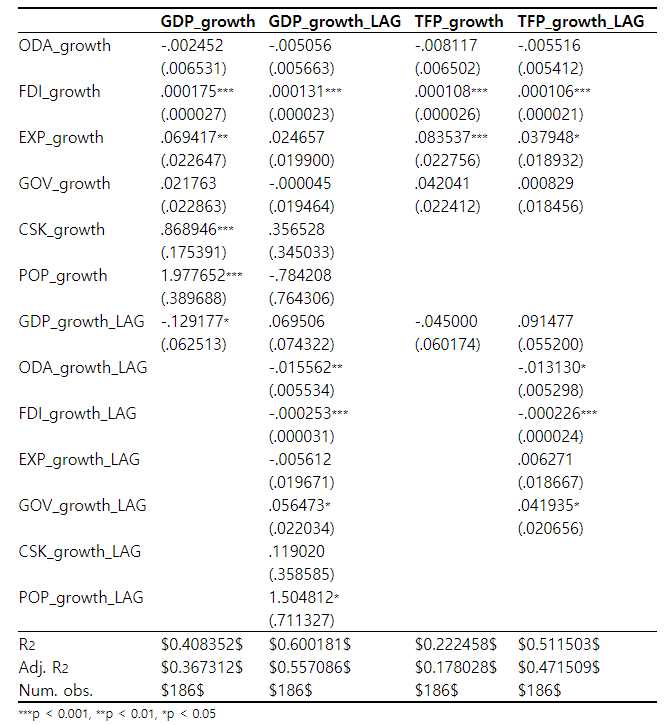 GDP_growth GDP_growth_LAG TFP_growth TFP_growth_LAG
ODA_growth -.002452 -.005056 -.008117 -.005516
(.006531) (.005663) (.006502) (.005412)
FDI_growth .000175*** .000131*** .000108*** .000106***
(.000027) (.000023) (.000026) (.000021)
EXP_growth .069417** .024657 .083537*** .037948*
(.022647) (.019900) (.022756) (.018932)
GOV_growth .021763 -.000045 .042041 .000829
(.022863) (.019464) (.022412) (.018456)
CSK_growth .868946*** .356528
(.175391) (.345033)
POP_growth 1.977652*** -.784208
(.389688) (.764306)
GDP_growth_LAG -.129177* .069506 -.045000 .091477
(.062513) (.074322) (.060174) (.055200)
ODA_growth_LAG -.015562** -.013130*
(.005534) (.005298)
FDI_growth_LAG -.000253*** -.000226***
(.000031) (.000024)
EXP_growth_LAG -.005612 .006271
(.019671) (.018667)
GOV_growth_LAG .056473* .041935*
(.022034) (.020656)
CSK_growth_LAG .119020
(.358585)
POP_growth_LAG 1.504812*
(.711327)
R2 $0.408352$ $0.600181$ $0.222458$ $0.511503$
Adj. R2 $0.367312$ $0.557086$ $0.178028$ $0.471509$
Num. obs. $186$ $186$ $186$ $186$
***p < 0.001, **p < 0.01, *p < 0.05